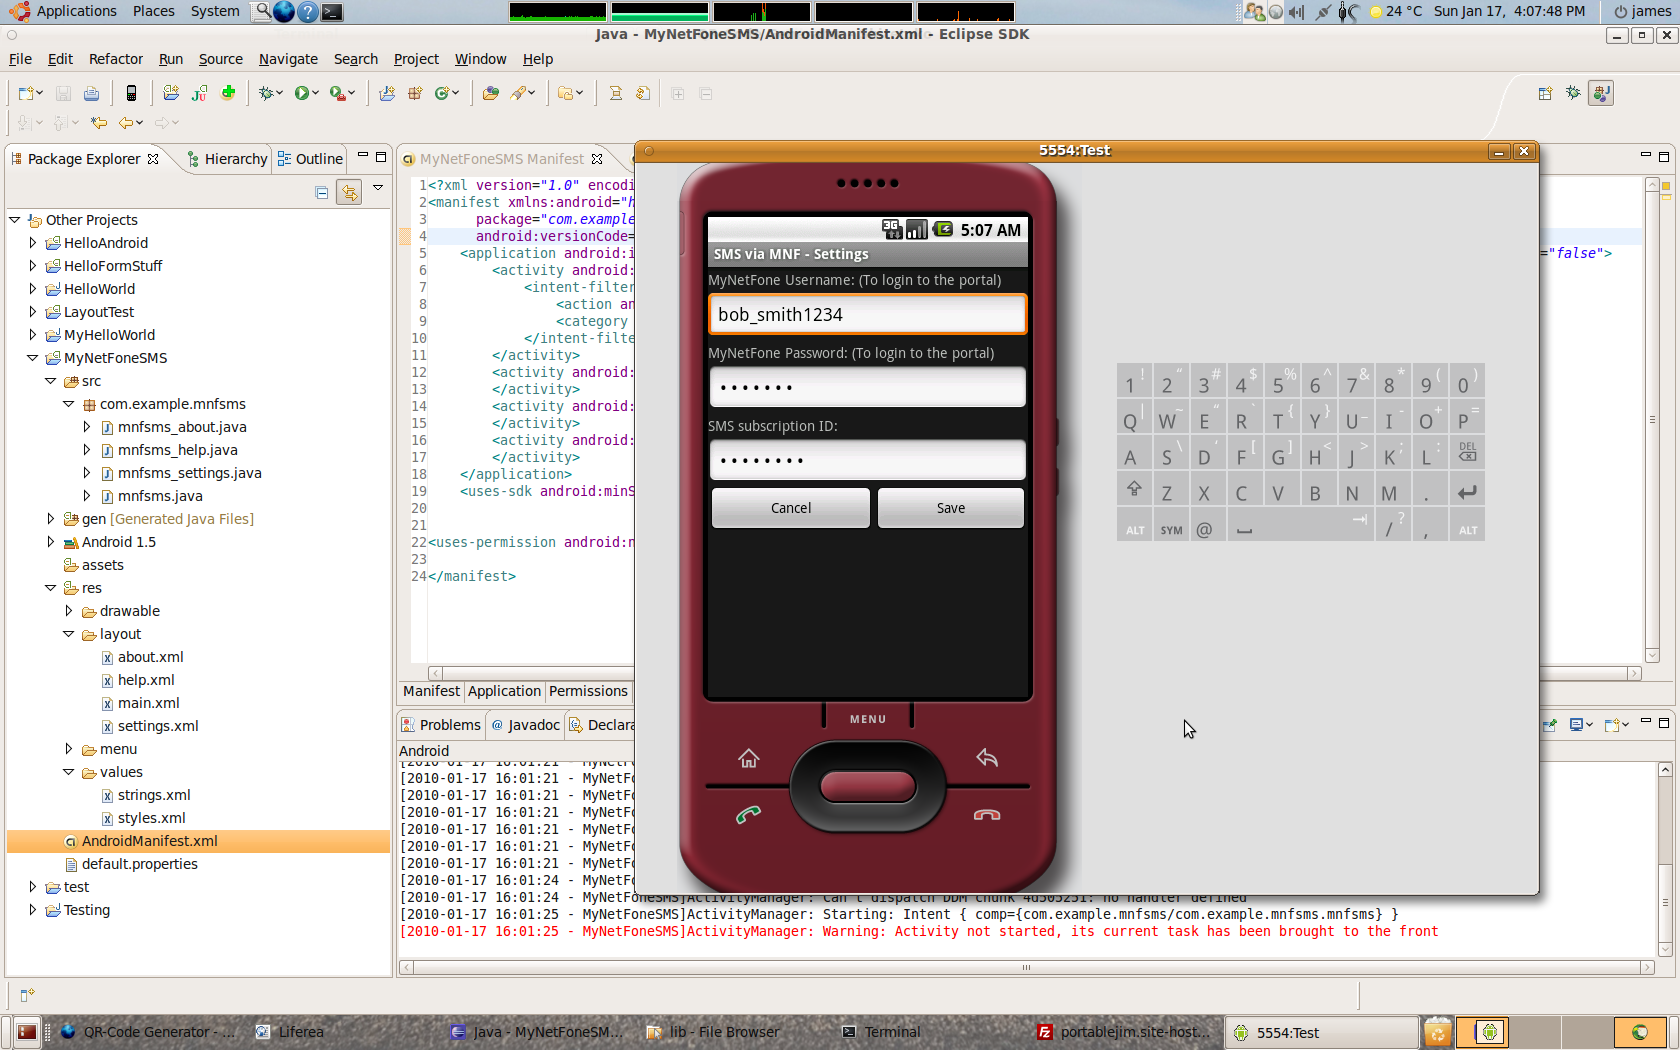 Applications Places System
24 °C Sun Jan 17, 4:07:48 PM james
Java - MyNetFoneSMS/AndroidManifest.xml - Eclipse SDK
File Edit Refactor Run Source Navigate Search Project Window Help
Package Explorer Hierarchy Outline
Other Projects
HelloAndroid
HelloFormStuff
HelloWorld
LayoutTest
MyHelloWorld
MyNetFoneSMS
src
com.example.mnfsms
mnfsms_about.java
mnfsms_help.java
mnfsms_settings.java
mnfsms.java
gen [Generated Java Files]
Android 1.5
assets
res
drawable
layout
about.xml
help.xml
main.xml
settings.xml
menu
values
strings.xml
styles.xml
AndroidManifest.xml
default.properties
test
Testing
MyNetFoneSMS Manifest
1 <?xml version="1.0" encodi
2 <manifest xmlns:android="h
3 package="com.example
4 android:versionCode=
5 <application android:i ="false">
6 <activity android:
7 <intent-filter
8 <action an
9 <category
10 </intent-filte
11 </activity>
12 <activity android:
13 </activity>
14 <activity android:
15 </activity>
16 <activity android:
17 </activity>
18 </application>
19 <uses-sdk android:minS
20
21
22 <uses-permission android:n
23
24 </manifest>
Manifest Application Permissions
Problems @ Javadoc Declara
Android
[2010-01-17 16:01:21 - MyNetFo
[2010-01-17 16:01:21 - MyNetFo
[2010-01-17 16:01:21 - MyNetFo
[2010-01-17 16:01:21 - MyNetFo
[2010-01-17 16:01:21 - MyNetFo
[2010-01-17 16:01:21 - MyNetFo
[2010-01-17 16:01:24 - MyNetFo
[2010-01-17 16:01:24 - MyNetFoneSMS]ActivityManager: Can't dispatch DDM chunk 4d505251: no handler defined
[2010-01-17 16:01:25 - MyNetFoneSMS]ActivityManager: Starting: Intent { comp={com.example.mnfsms/com.example.mnfsms.mnfsms} }
[2010-01-17 16:01:25 - MyNetFoneSMS]ActivityManager: Warning: Activity not started, its current task has been brought to the front
5554:Test
3G 5:07 AM
SMS via MNF - Settings
MyNetFone Username: (To login to the portal)
bob_smith1234
MyNetFone Password: (To login to the portal)
•••••••
SMS subscription ID:
••••••••
Cancel Save
MENU
1 ! 2 " 3 # 4 $ 5 % 6 ^ 7 & 8 * 9 ( 0 )
Q | W ~ E " R ` T { Y } U _ I - O + P =
A S \ D ' F [ G ] H < J > K ; L : DEL
Z X C V B N M .
ALT SYM @ / ? , ALT
QR-Code Generator - ... Liferea Java - MyNetFoneSM... lib - File Browser Terminal portablejim.site-host... 5554:Test